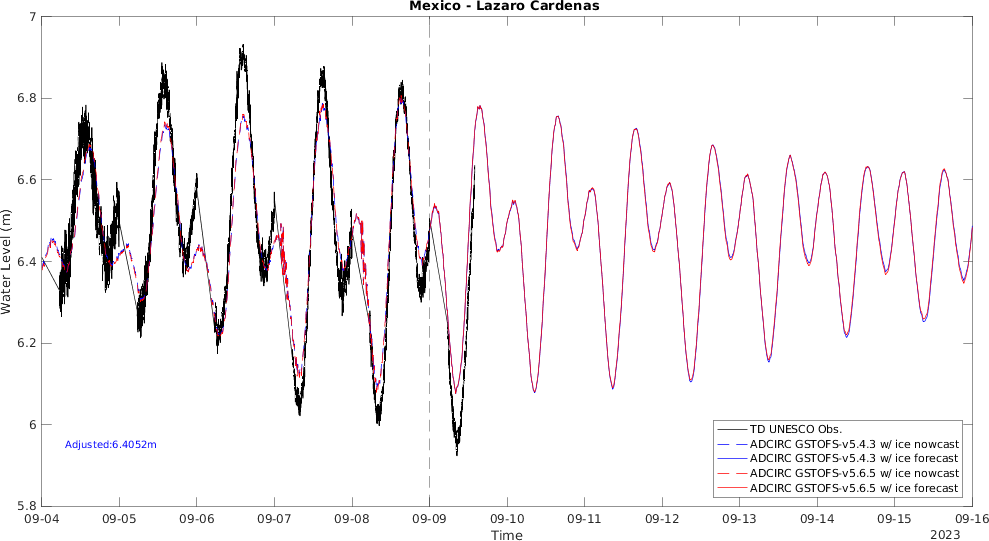 Mexico - Lazaro Cardenas
7
6.8
6.6
6.4
6.2
6
5.8
Water Level (m)
Adjusted:6.4052m
TD UNESCO Obs.
ADCIRC GSTOFS-v5.4.3 w/ ice nowcast
ADCIRC GSTOFS-v5.4.3 w/ ice forecast
ADCIRC GSTOFS-v5.6.5 w/ ice nowcast
ADCIRC GSTOFS-v5.6.5 w/ ice forecast
09-04 09-05 09-06 09-07 09-08 09-09 09-10 09-11 09-12 09-13 09-14 09-15 09-16
Time
2023